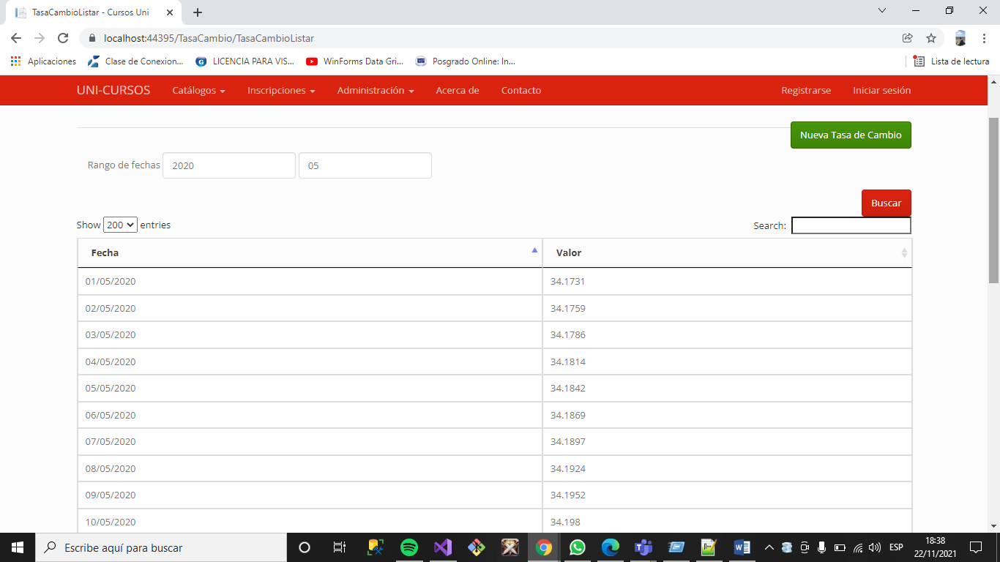 TasaCambioListar - Cursos Uni
localhost:44395/TasaCambio/TasaCambioListar
Aplicaciones Clase de Conexion... LICENCIA PARA VIS... WinForms Data Gri... Posgrado Online: In... Lista de lectura
UNI-CURSOS Catálogos Inscripciones Administración Acerca de Contacto Registrarse Iniciar sesión
Nueva Tasa de Cambio
Rango de fechas 2020 05
Buscar
Show 200 entries Search:
Fecha Valor
01/05/2020 34.1731
02/05/2020 34.1759
03/05/2020 34.1786
04/05/2020 34.1814
05/05/2020 34.1842
06/05/2020 34.1869
07/05/2020 34.1897
08/05/2020 34.1924
09/05/2020 34.1952
10/05/2020 34.198
Escribe aquí para buscar ESP 18:38
22/11/2021